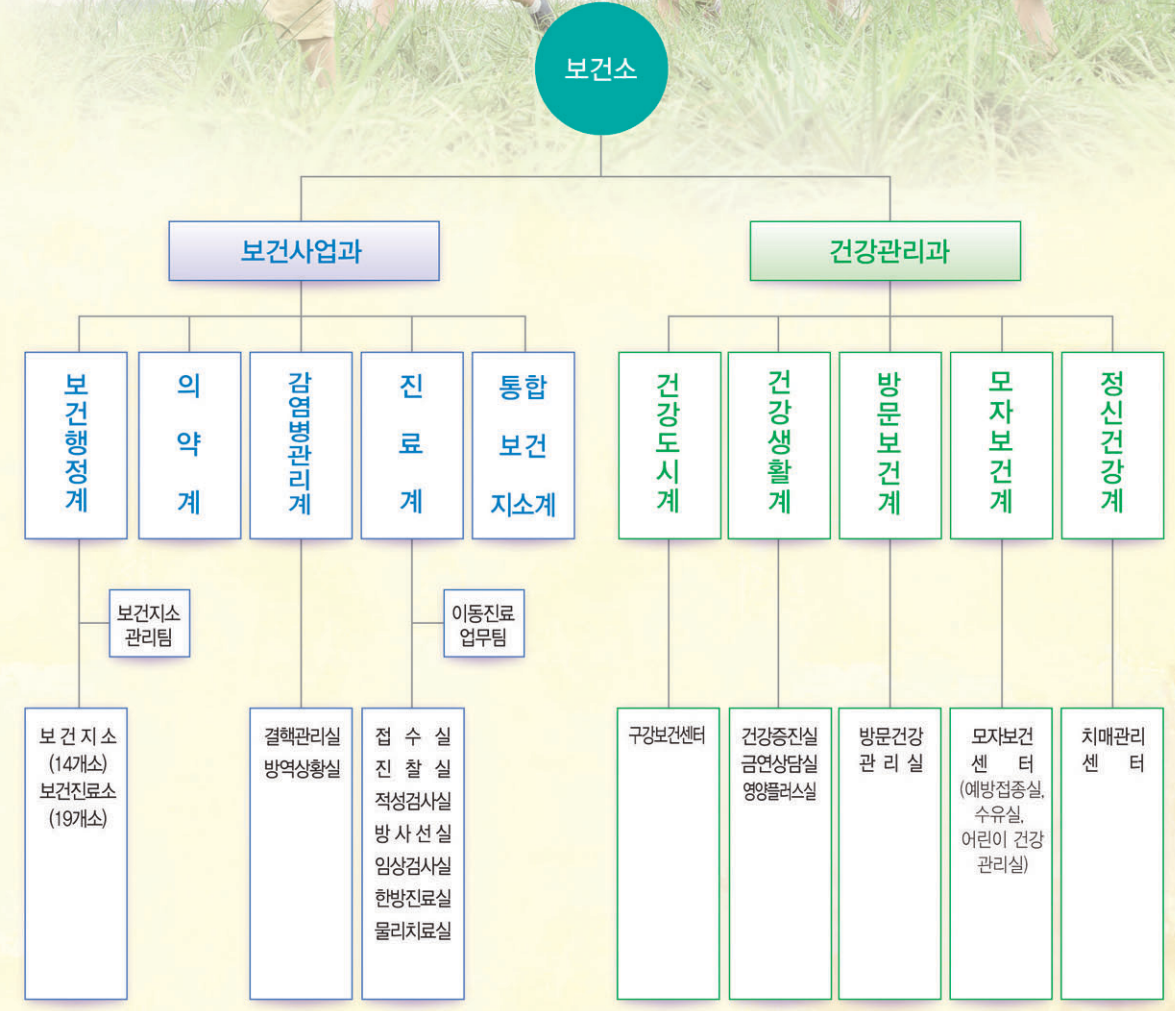 보건소
보건사업과
건강관리과
보건행정계
의약계
감염병관리계
진료계
통합
보건
지소계
건강도시계
건강생활계
방문보건계
모자보건계
정신건강계
보건지소
관리팀
이동진료
업무팀
보 건 지 소
(14개소)
보건진료소
(19개소)
결핵관리실
방역상황실
접 수 실
진 찰 실
적성검사실
방 사 선 실
임상검사실
한방진료실
물리치료실
구강보건센터
건강증진실
금연상담실
영양플러스실
방문건강
관 리 실
모자보건
센 터
(예방접종실,
수유실,
어린이 건강
관리실)
치매관리
센 터